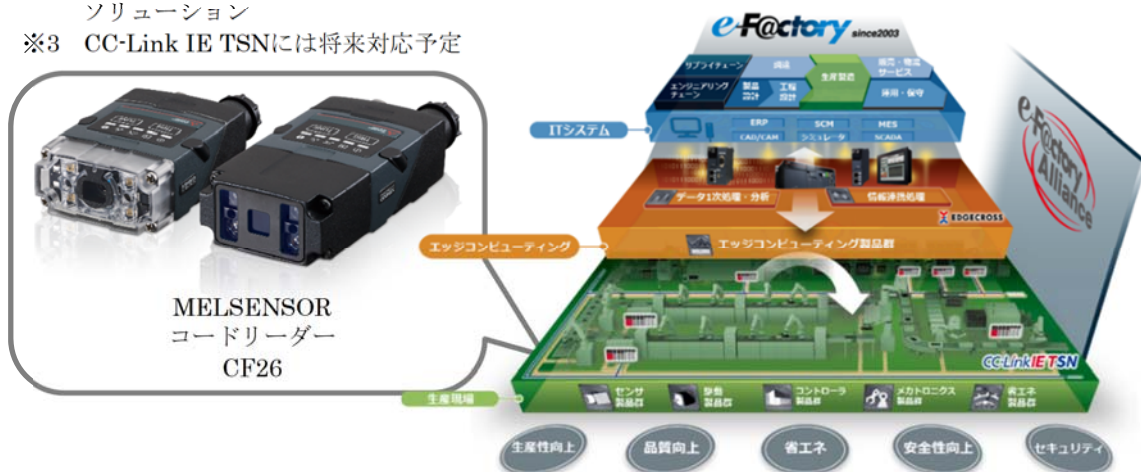 ソリューション
※3 CC-Link IE TSNには将来対応予定
MELSENSOR
コードリーダー
CF26
e-F@ctory since2003
サプライチェーン
調達
生産製造
販売・物流
サービス
エンジニアリング
チェーン
製品
設計
工程
設計
運用・保守
ITシステム
ERP
SCM
MES
CAD/CAM
シミュレータ
SCADA
データ1次処理・分析
情報連携処理
EDGECROSS
エッジコンピューティング
エッジコンピューティング製品群
CC-Link IE TSN
生産現場
センサ
製品群
駆動
製品群
コントローラ
製品群
メカトロニクス
製品群
省エネ
製品群
生産性向上
品質向上
省エネ
安全性向上
セキュリティ
e-F@ctory
Alliance